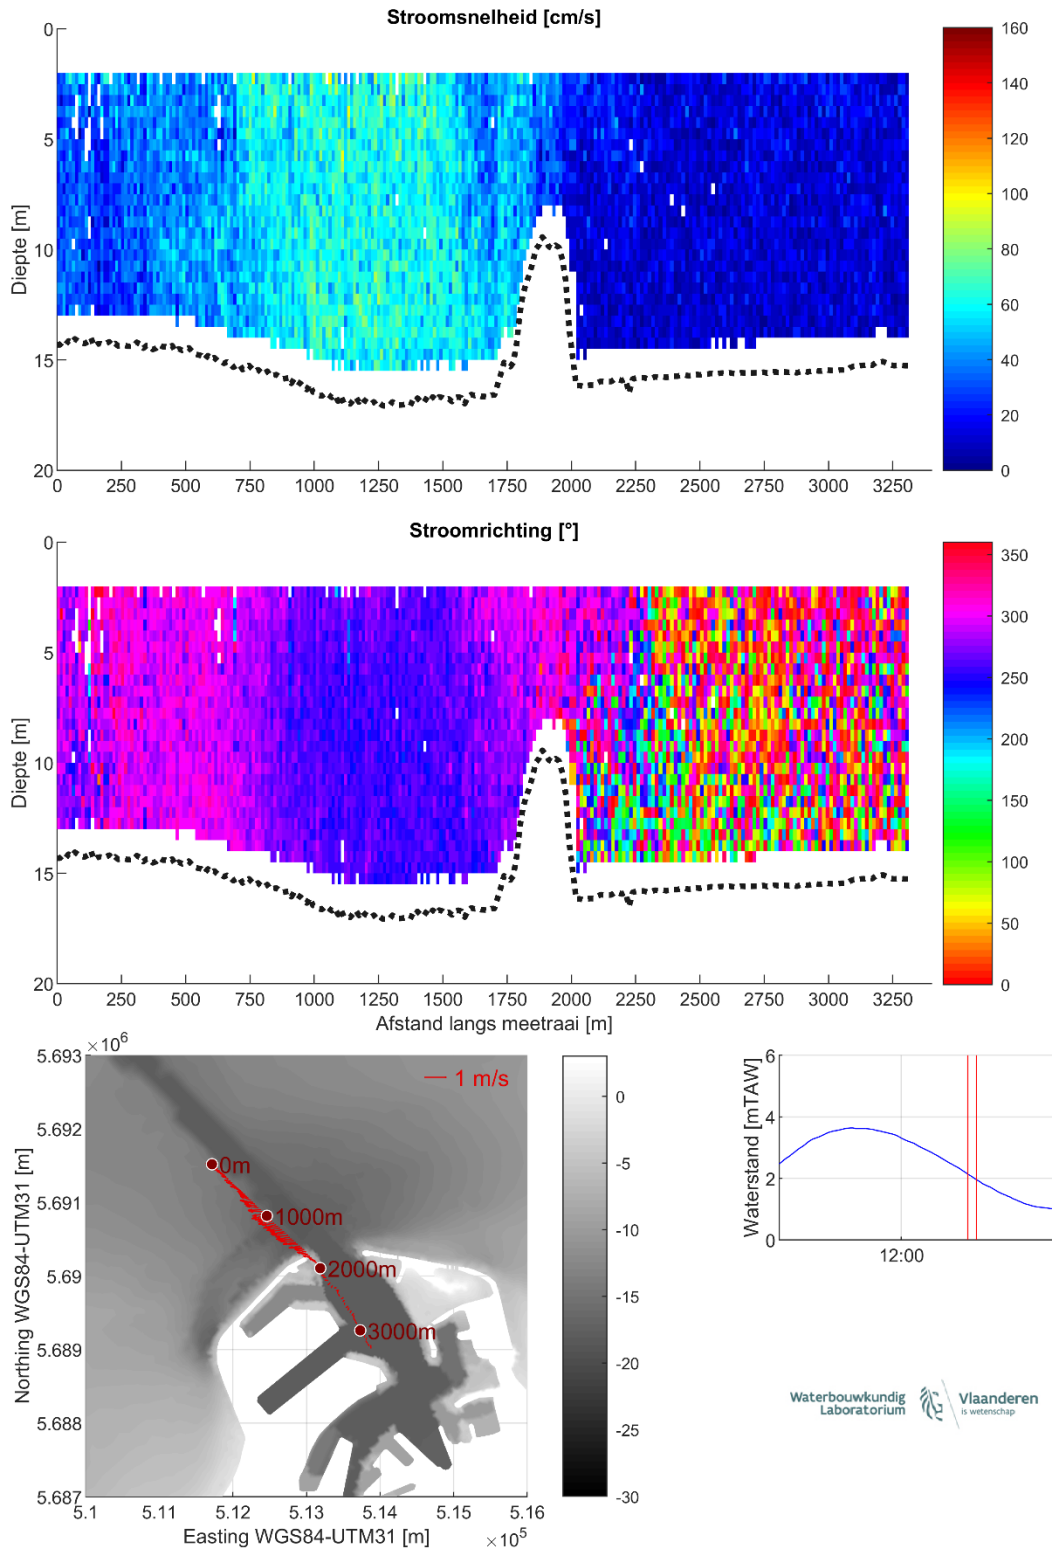 Stroomsnelheid [cm/s]
Diepte [m]
0
5
10
15
20
0 250 500 750 1000 1250 1500 1750 2000 2250 2500 2750 3000 3250
160
140
120
100
80
60
40
20
0
Stroomrichting [°]
Diepte [m]
0
5
10
15
20
0 250 500 750 1000 1250 1500 1750 2000 2250 2500 2750 3000 3250
Afstand langs meetraai [m]
350
300
250
200
150
100
50
0
×10⁶
Northing WGS84-UTM31 [m]
5.693
5.692
5.691
5.69
5.689
5.688
5.687
1 m/s
0m
1000m
2000m
3000m
5.1 5.12 5.13 5.14 5.15 5.16
Easting WGS84-UTM31 [m]
×10⁵
0
-5
-10
-15
-20
-25
-30
Waterstand [mTAW]
6
4
2
0
12:00
Waterbouwkundig
Laboratorium
Vlaanderen
is wetenschap